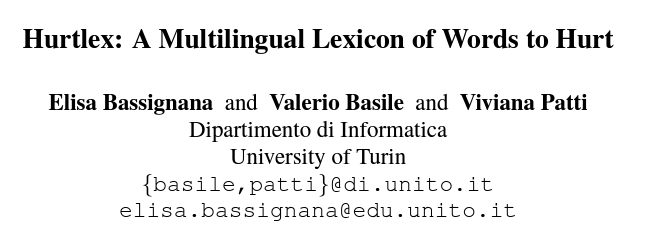 Hurtlex: A Multilingual Lexicon of Words to Hurt
Elisa Bassignana and Valerio Basile and Viviana Patti
Dipartimento di Informatica
University of Turin
{basile,patti}@di.unito.it
elisa.bassignana@edu.unito.it